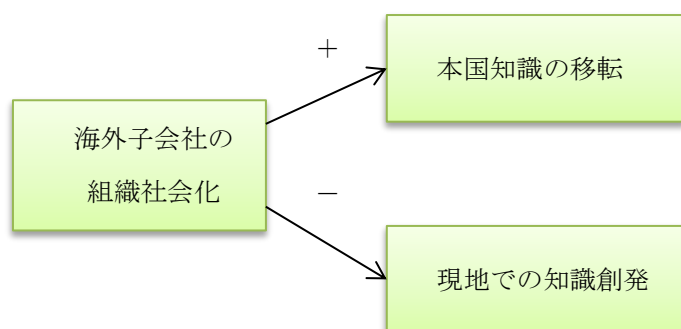 +
本国知識の移転
海外子会社の
組織社会化
−
現地での知識創発